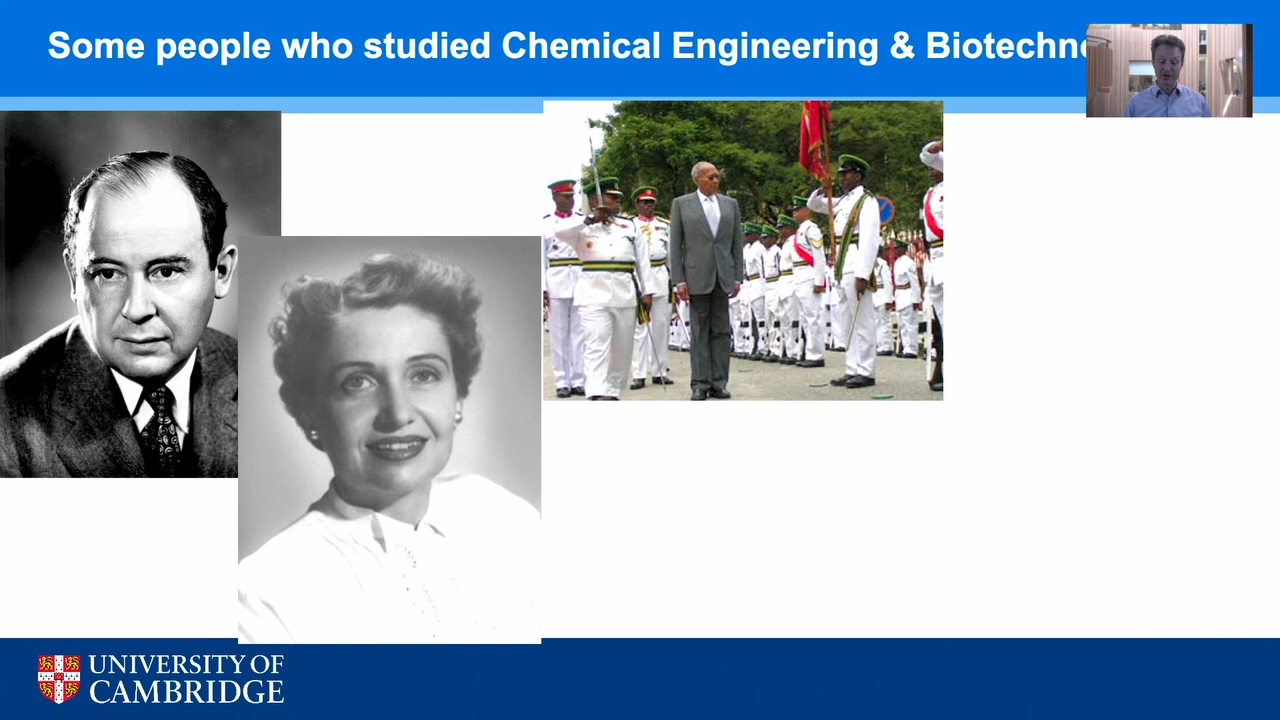 Some people who studied Chemical Engineering & Biotechno
UNIVERSITY OF
CAMBRIDGE